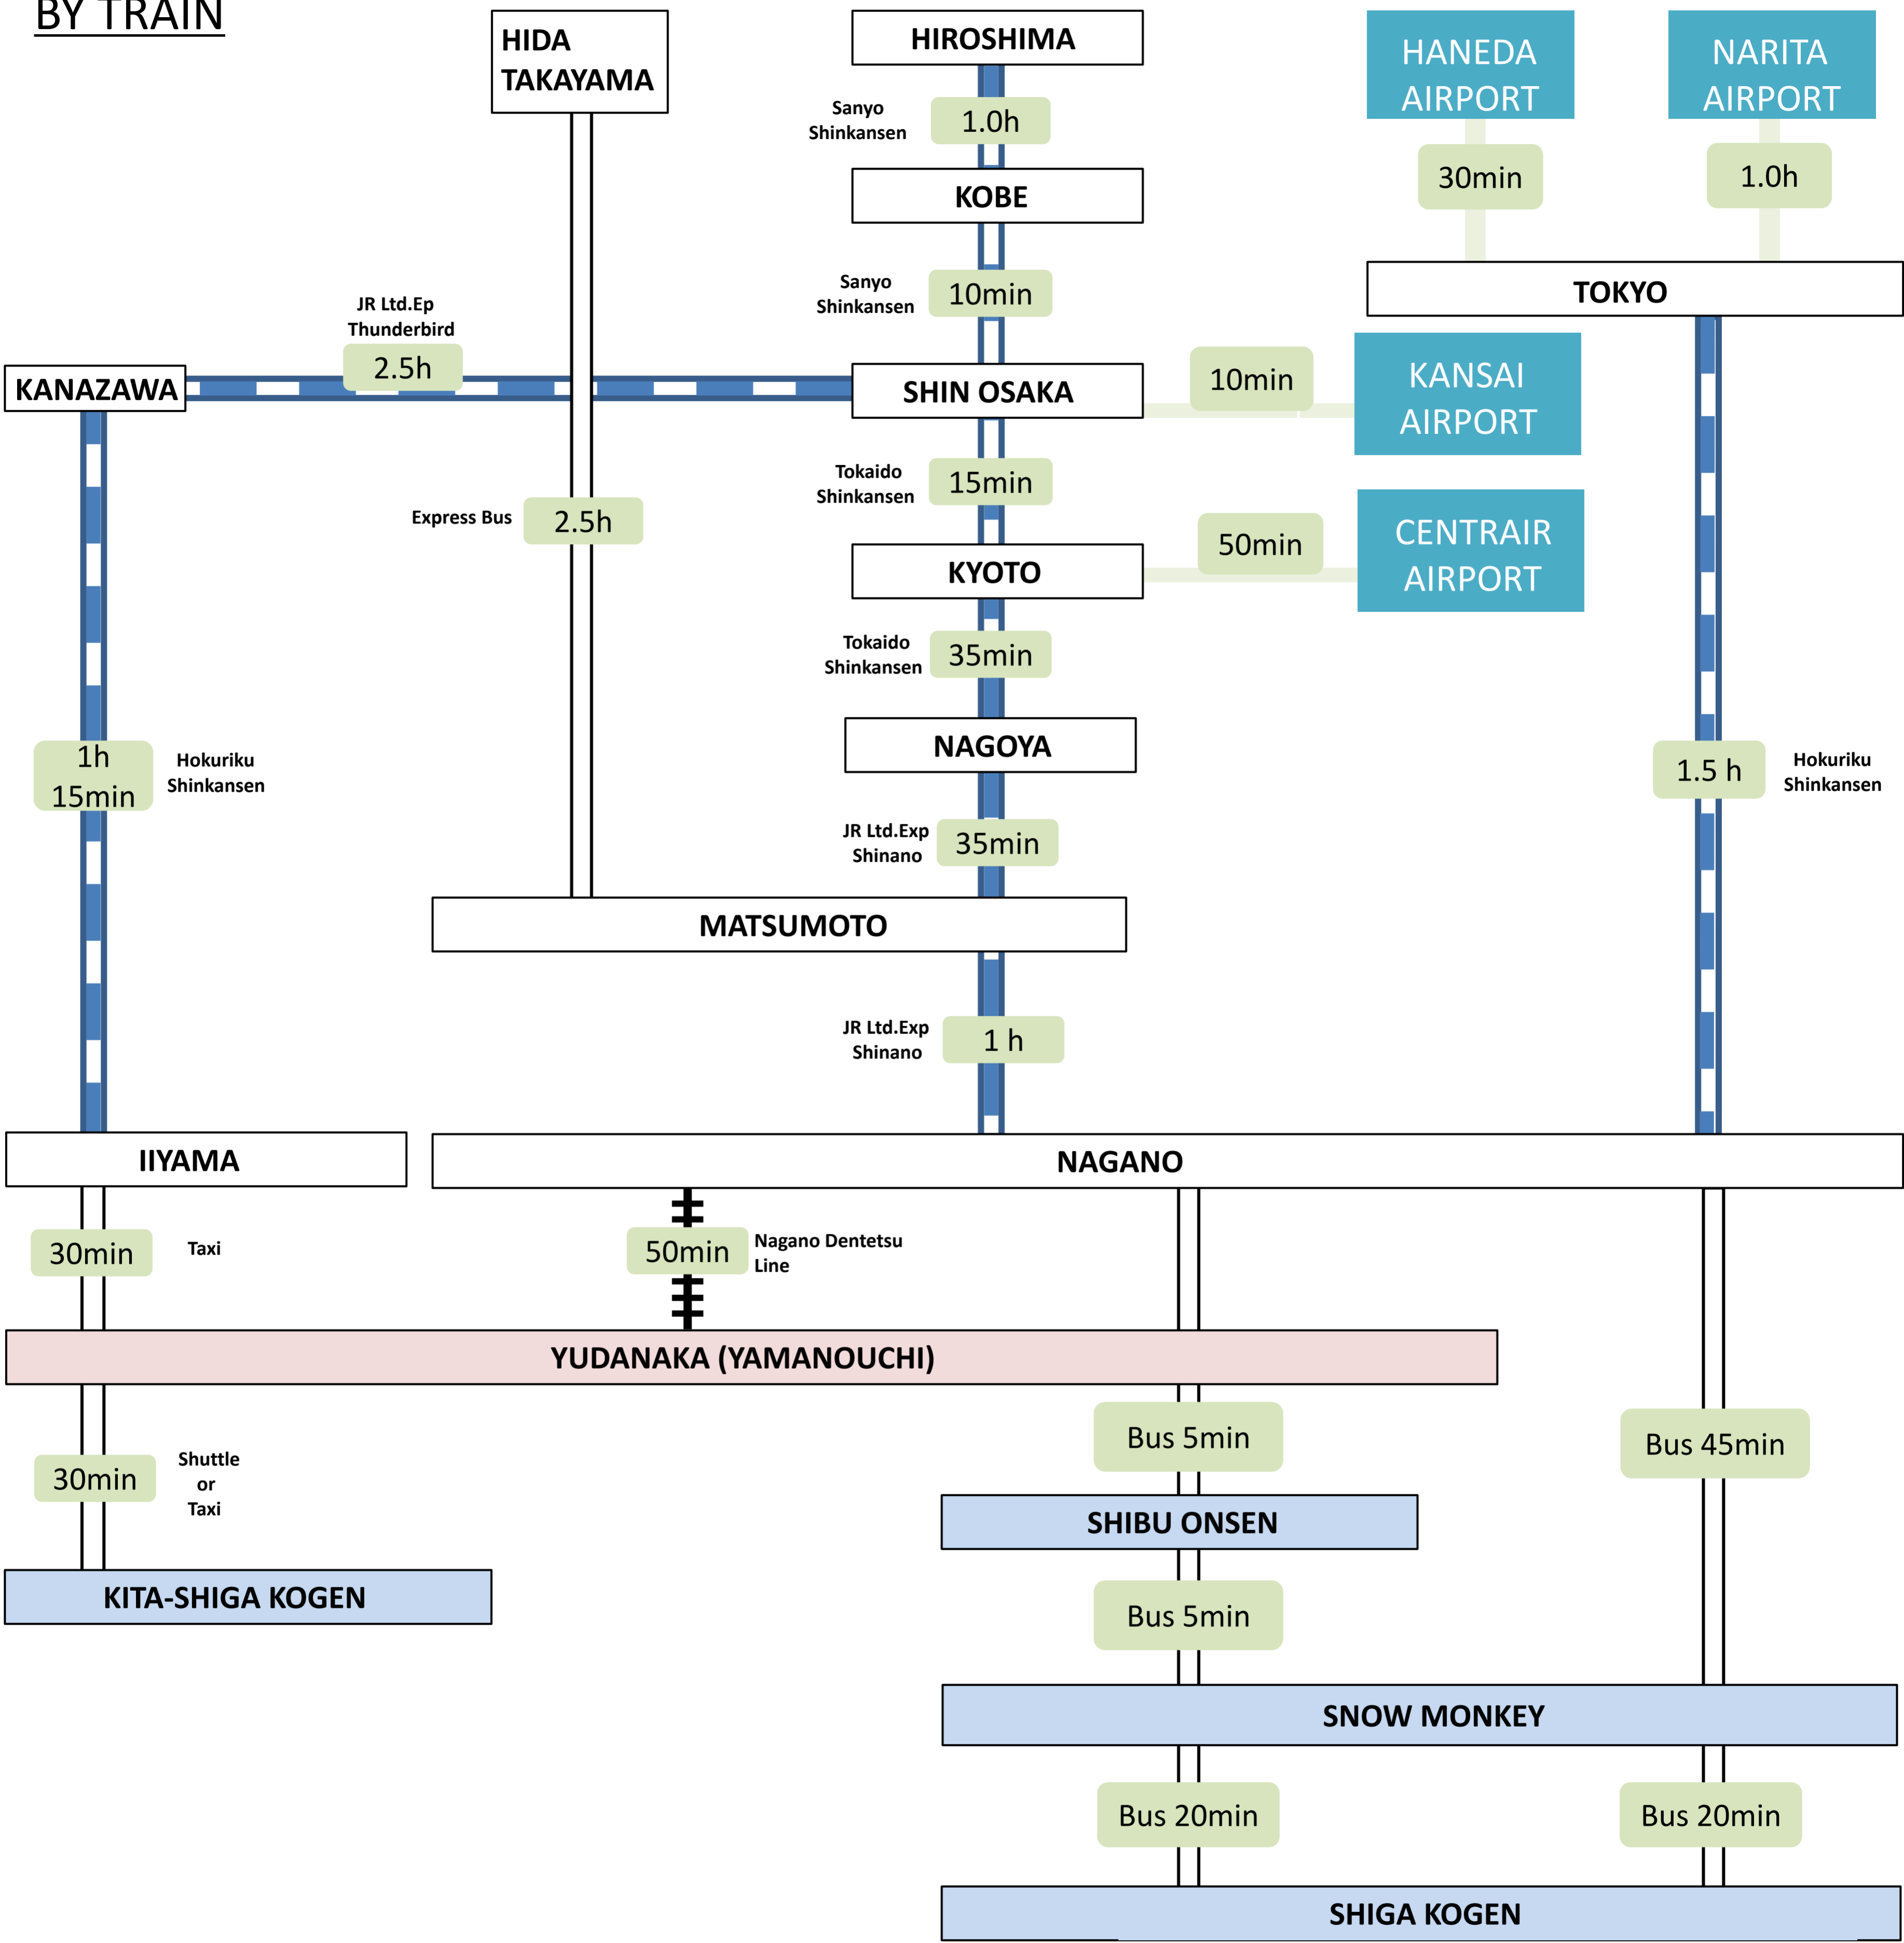 BY TRAIN
HIDA
TAKAYAMA
HIROSHIMA
HANEDA
AIRPORT
NARITA
AIRPORT
Sanyo
Shinkansen
1.0h
30min
1.0h
KOBE
TOKYO
Sanyo
Shinkansen
10min
JR Ltd.Ep
Thunderbird
2.5h
KANAZAWA
SHIN OSAKA
10min
KANSAI
AIRPORT
Tokaido
Shinkansen
15min
Express Bus
2.5h
KYOTO
50min
CENTRAIR
AIRPORT
Tokaido
Shinkansen
35min
NAGOYA
1h
15min
Hokuriku
Shinkansen
1.5 h
Hokuriku
Shinkansen
JR Ltd.Exp
Shinano
35min
MATSUMOTO
JR Ltd.Exp
Shinano
1 h
IIYAMA
NAGANO
30min
Taxi
50min
Nagano Dentetsu
Line
YUDANAKA (YAMANOUCHI)
Bus 5min
Bus 45min
30min
Shuttle
or
Taxi
SHIBU ONSEN
KITA-SHIGA KOGEN
Bus 5min
SNOW MONKEY
Bus 20min
Bus 20min
SHIGA KOGEN